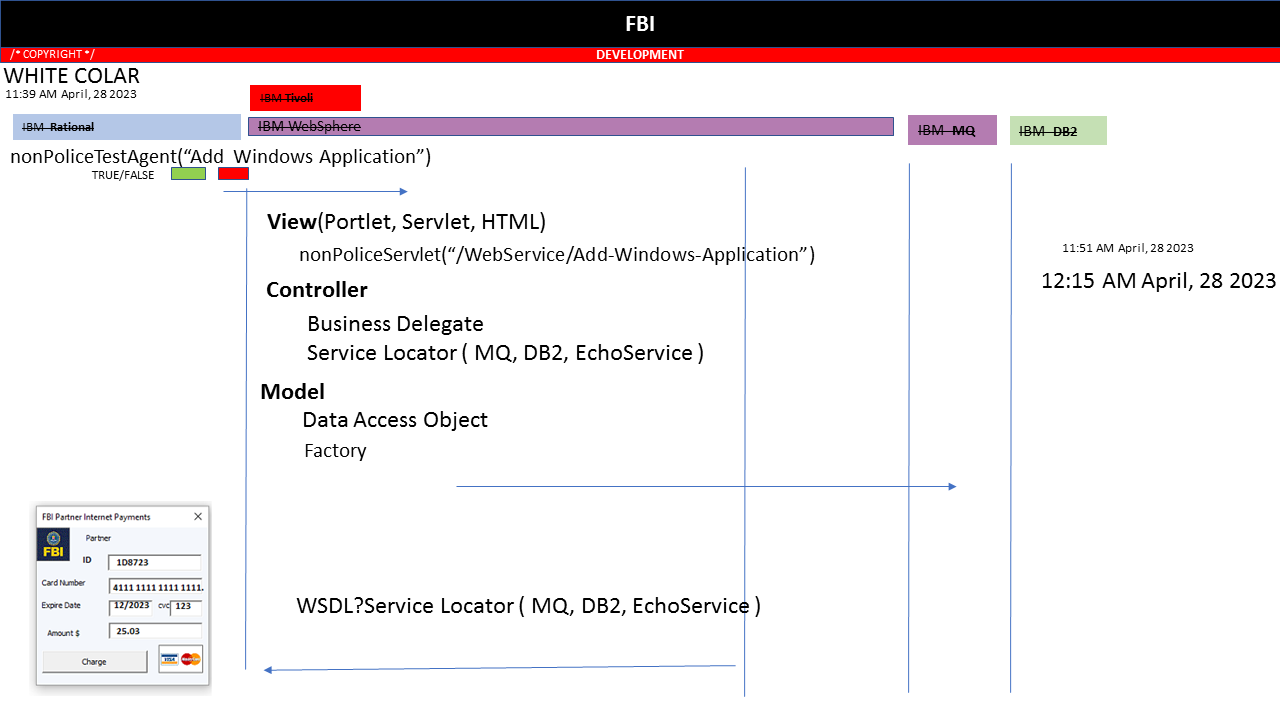 FBI
/* COPYRIGHT */
DEVELOPMENT
WHITE COLAR
11:39 AM April, 28 2023
IBM Tivoli
IBM Rational
IBM WebSphere
IBM MQ
IBM DB2
nonPoliceTestAgent(“Add Windows Application”)
TRUE/FALSE
View(Portlet, Servlet, HTML)
nonPoliceServlet(“/WebService/Add-Windows-Application”)
11:51 AM April, 28 2023
12:15 AM April, 28 2023
Controller
Business Delegate
Service Locator ( MQ, DB2, EchoService )
Model
Data Access Object
Factory
FBI Partner Internet Payments
FBI
Partner
ID
1D8723
Card Number
4111 1111 1111 1111.
Expire Date
12/2023
cvc
123
Amount $
25.03
Charge
VISA
MasterCard
WSDL?Service Locator ( MQ, DB2, EchoService )